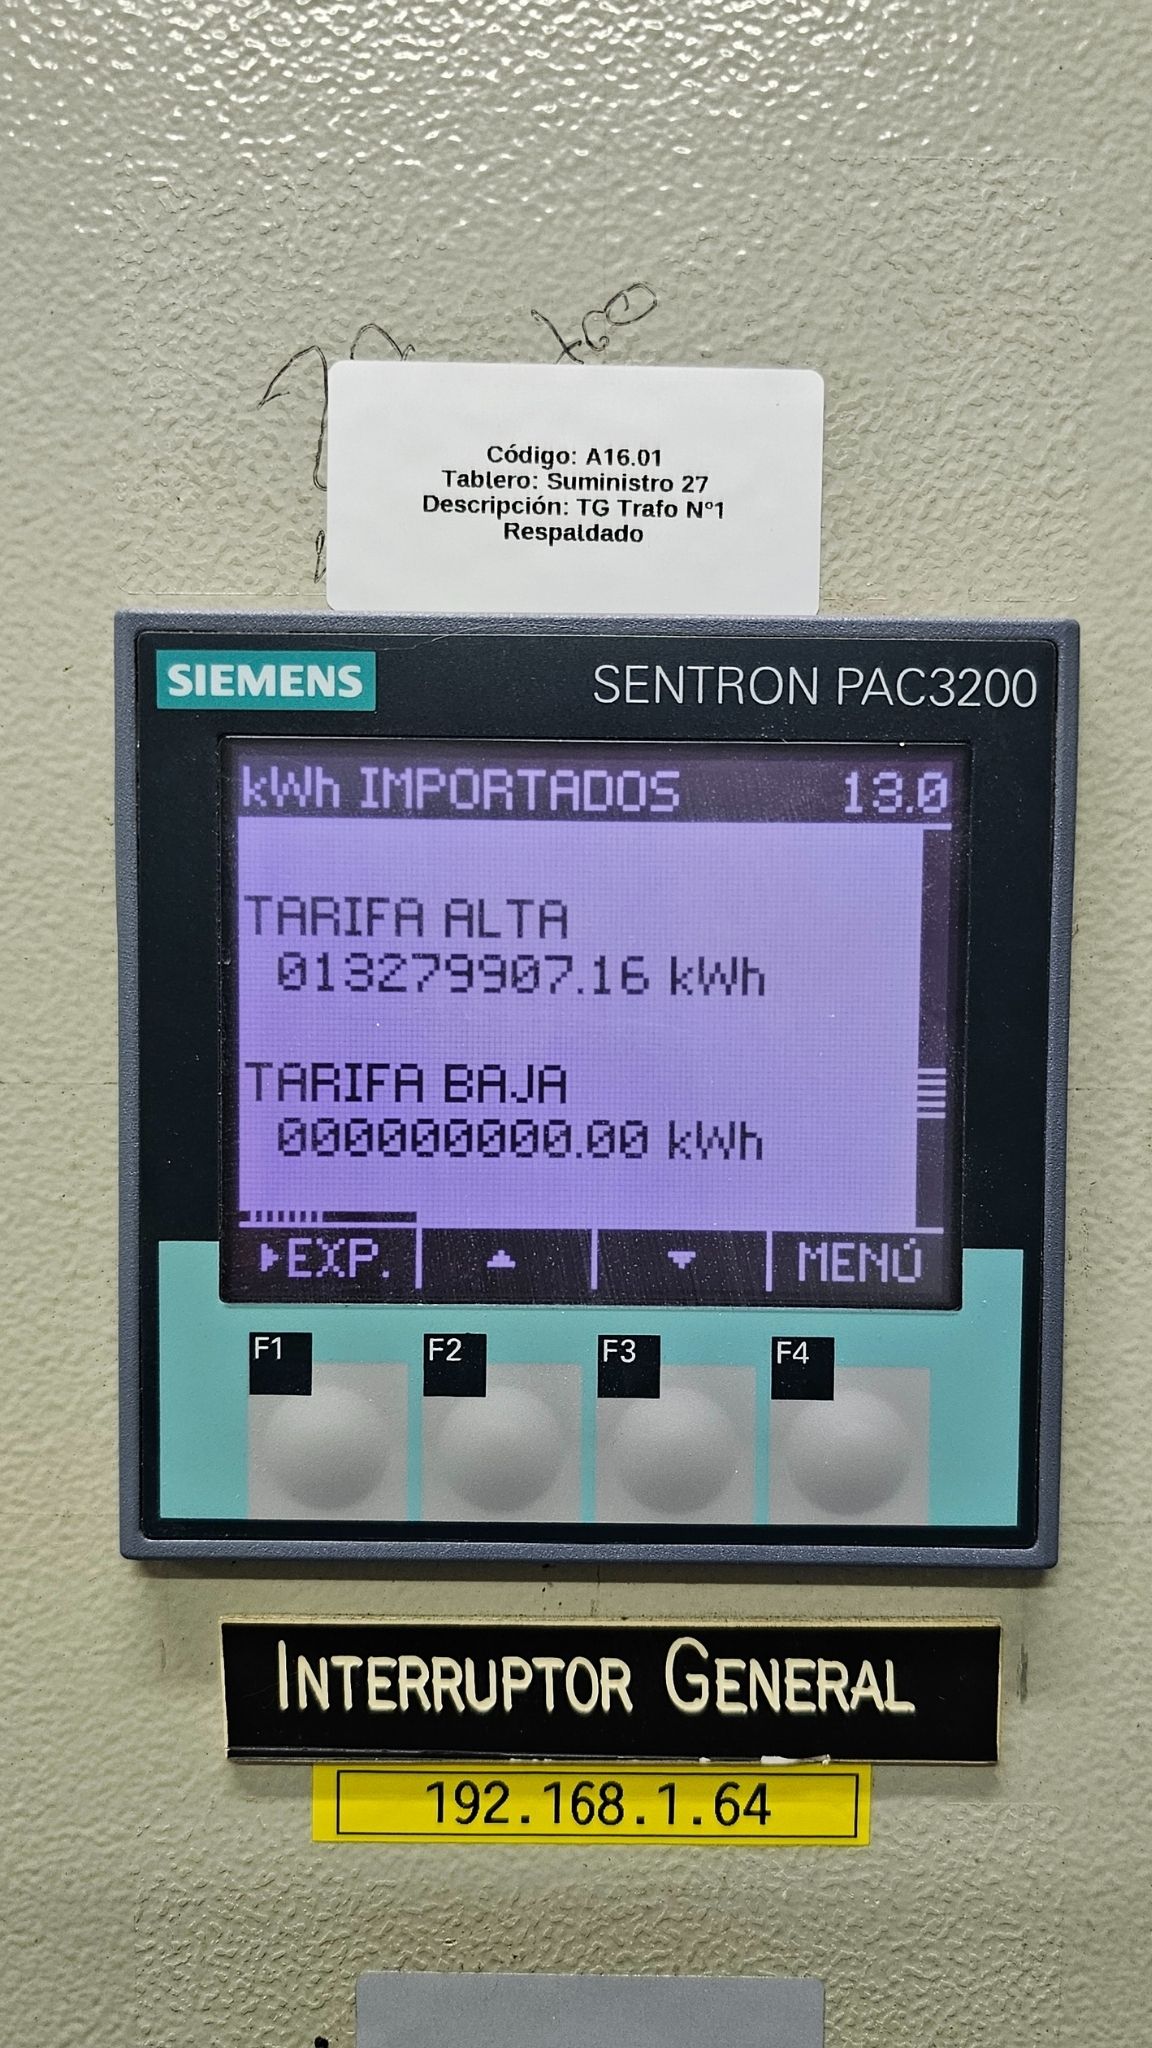 Código: A16.01
Tablero: Suministro 27
Descripción: TG Trafo Nº1
Respaldado
SIEMENS
SENTRON PAC3200
kWh IMPORTADOS 13.0
TARIFA ALTA
013279907.16 kWh
TARIFA BAJA
000000000.00 kWh
▸EXP. ▲ ▼ MENÚ
F1 F2 F3 F4
INTERRUPTOR GENERAL
192.168.1.64